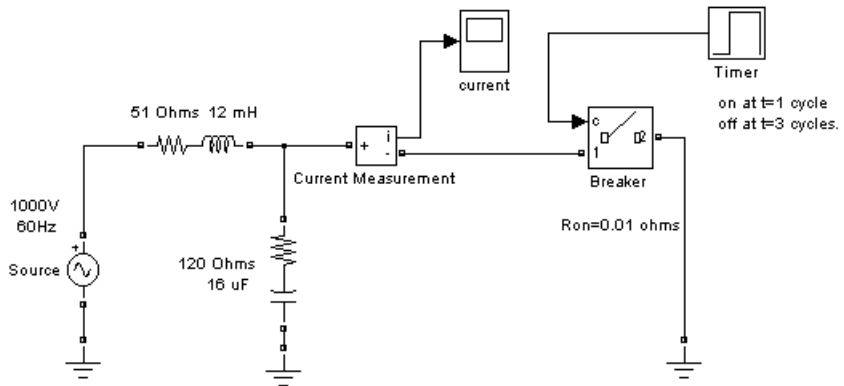 current
Timer
on at t=1 cycle
off at t=3 cycles.
51 Ohms 12 mH
+
i
-
Current Measurement
c
1
2
Breaker
Ron=0.01 ohms
1000V
60Hz
+
Source
120 Ohms
16 uF